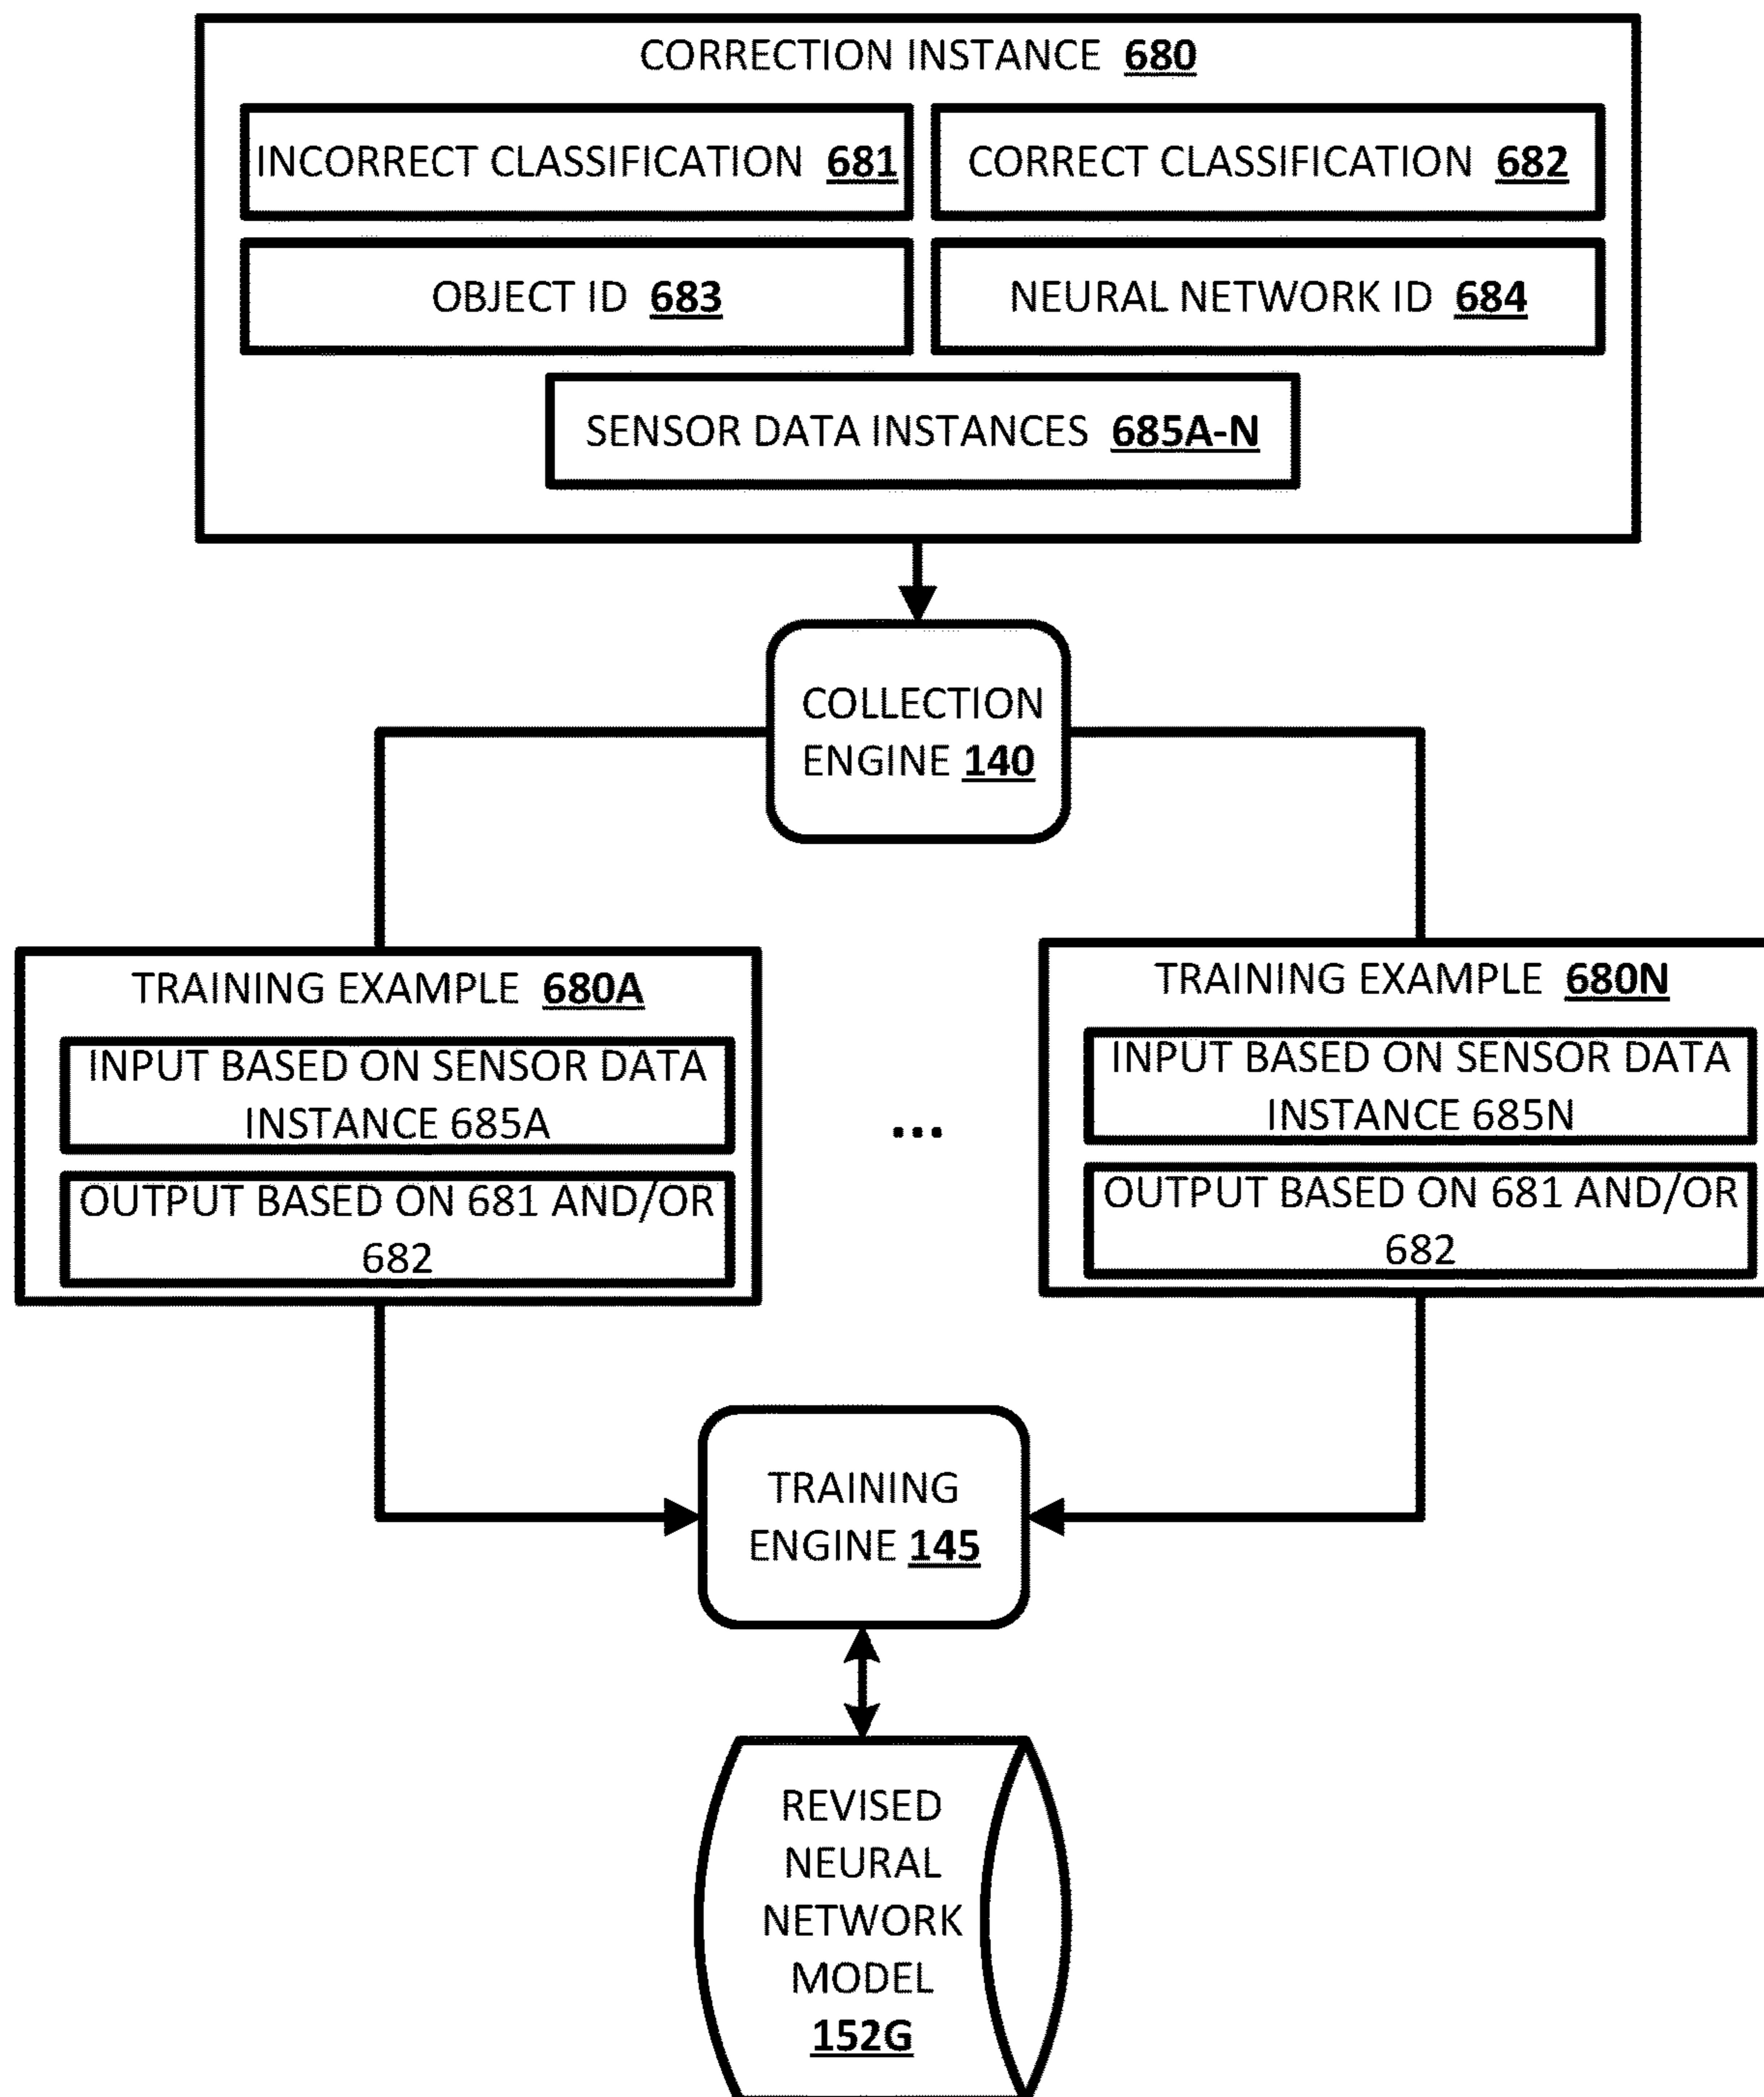 CORRECTION INSTANCE 680
INCORRECT CLASSIFICATION 681
CORRECT CLASSIFICATION 682
OBJECT ID 683
NEURAL NETWORK ID 684
SENSOR DATA INSTANCES 685A-N
COLLECTION
ENGINE 140
TRAINING EXAMPLE 680A
INPUT BASED ON SENSOR DATA
INSTANCE 685A
OUTPUT BASED ON 681 AND/OR
682
...
TRAINING EXAMPLE 680N
INPUT BASED ON SENSOR DATA
INSTANCE 685N
OUTPUT BASED ON 681 AND/OR
682
TRAINING
ENGINE 145
REVISED
NEURAL
NETWORK
MODEL
152G